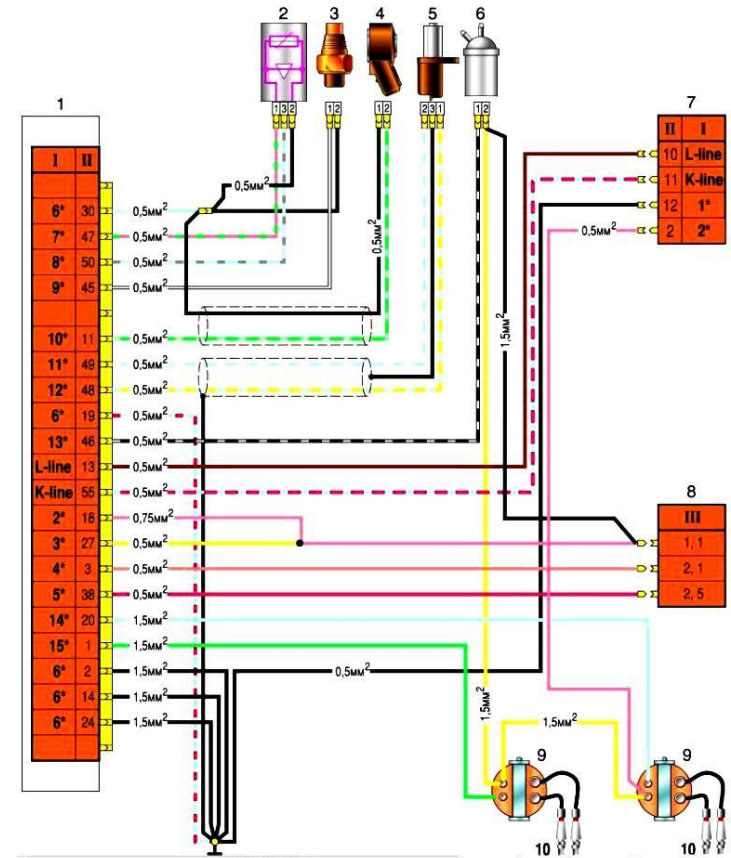 2 3 4 5 6
1
7
1 3 2
1 2
1 2
2 3 1
1 2
II I
10 L-line
11 K-line
12 1*
2 2*
0,5мм²
I II
0,5мм²
6* 30 0,5мм²
7* 47 0,5мм²
8* 50 0,5мм²
9* 45 0,5мм²
0,5мм²
10* 11 0,5мм²
11* 49 0,5мм²
12* 48 0,5мм²
6* 19 0,5мм²
13* 46 0,5мм²
L-line 13 0,5мм²
K-line 55 0,5мм²
2* 18 0,75мм²
3* 27 0,5мм²
4* 3 0,5мм²
5* 38 0,5мм²
14* 20 1,5мм²
15* 1 1,5мм²
6* 2 1,5мм²
6* 14 1,5мм²
6* 24 1,5мм²
1,5мм²
8
III
1, 1
2, 1
2, 5
0,5мм²
1,5мм²
1,5мм²
9 9
10 10